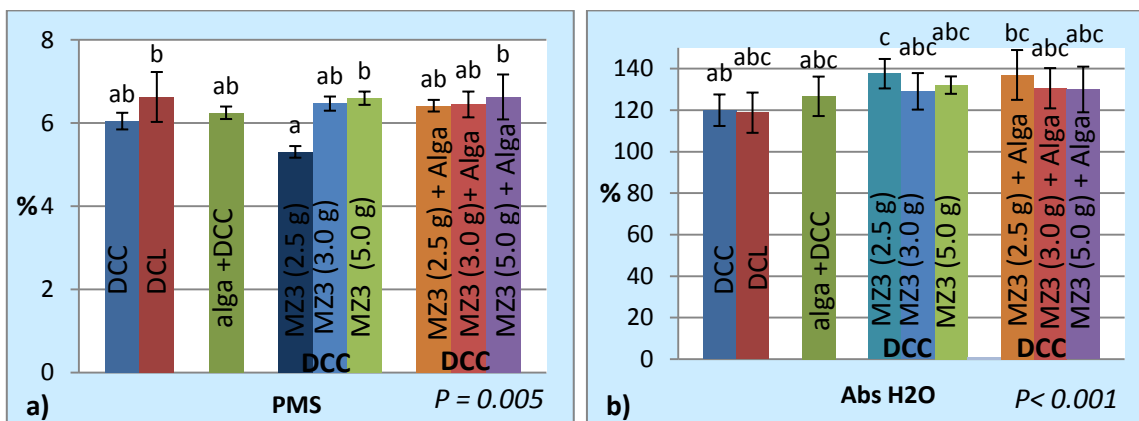 8
6
4
2
0
%
ab
b
ab
a
ab
b
ab
ab
b
DCC
DCL
alga +DCC
MZ3 (2.5 g)
MZ3 (3.0 g)
MZ3 (5.0 g)
MZ3 (2.5 g) + Alga
MZ3 (3.0 g)+ Alga
MZ3 (5.0 g) + Alga
DCC
DCC
a)
PMS
P = 0.005
140
120
100
80
60
40
20
0
%
ab
abc
abc
c
abc
abc
bc
abc
abc
DCC
DCL
alga +DCC
MZ3 (2.5 g)
MZ3 (3.0 g)
MZ3 (5.0 g)
MZ3 (2.5 g) + Alga
MZ3 (3.0 g) + Alga
MZ3 (5.0 g) + Alga
DCC
DCC
b)
Abs H2O
P< 0.001